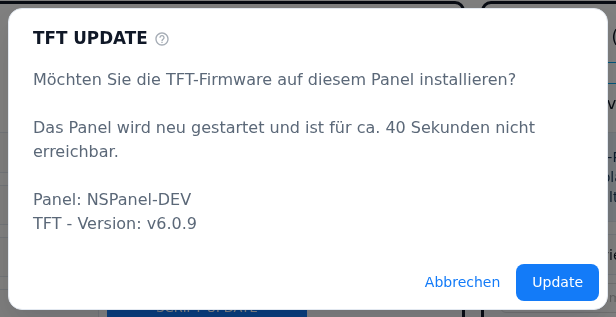 TFT UPDATE ?
Möchten Sie die TFT-Firmware auf diesem Panel installieren?
Das Panel wird neu gestartet und ist für ca. 40 Sekunden nicht
erreichbar.
Panel: NSPanel-DEV
TFT - Version: v6.0.9
Abbrechen Update